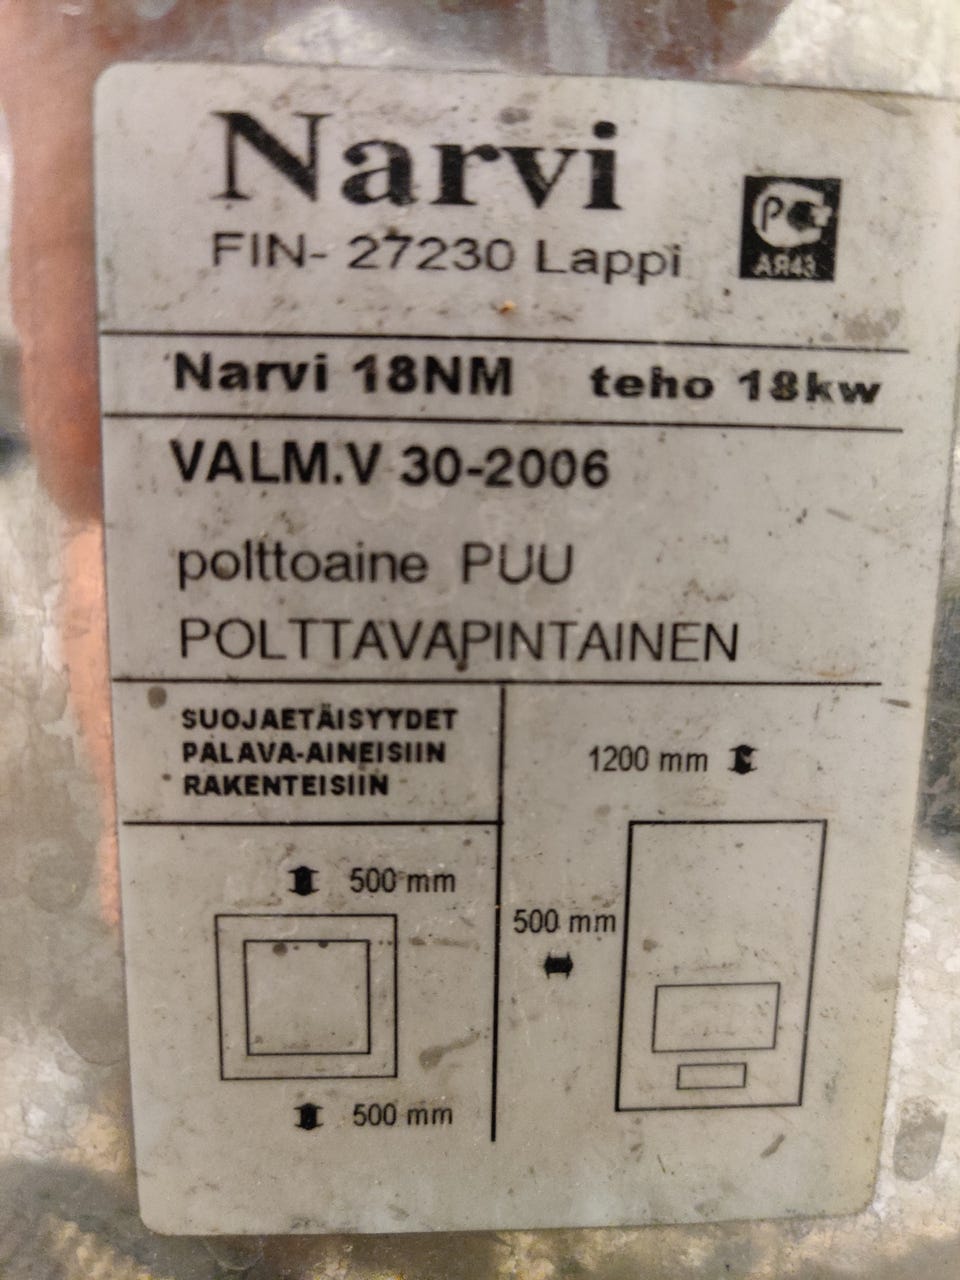 Narvi
FIN- 27230 Lappi
АЯ43
Narvi 18NM teho 18kw
VALM.V 30-2006
polttoaine PUU
POLTTAVAPINTAINEN
SUOJAETÄISYYDET
PALAVA-AINEISIIN
RAKENTEISIIN
1200 mm
500 mm
500 mm
500 mm